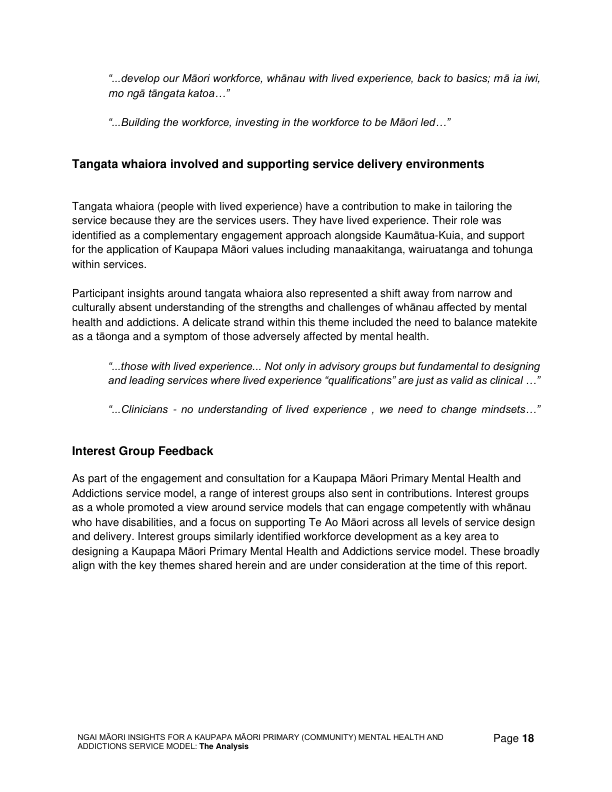 “...develop our Māori workforce, whānau with lived experience, back to basics; mā ia iwi,
mo ngā tāngata katoa…”
“...Building the workforce, investing in the workforce to be Māori led…”
Tangata whaiora involved and supporting service delivery environments
Tangata whaiora (people with lived experience) have a contribution to make in tailoring the
service because they are the services users. They have lived experience. Their role was
identified as a complementary engagement approach alongside Kaumātua-Kuia, and support
for the application of Kaupapa Māori values including manaakitanga, wairuatanga and tohunga
within services.
Participant insights around tangata whaiora also represented a shift away from narrow and
culturally absent understanding of the strengths and challenges of whānau affected by mental
health and addictions. A delicate strand within this theme included the need to balance matekite
as a tāonga and a symptom of those adversely affected by mental health.
“...those with lived experience... Not only in advisory groups but fundamental to designing
and leading services where lived experience “qualifications” are just as valid as clinical …”
“...Clinicians - no understanding of lived experience , we need to change mindsets…”
Interest Group Feedback
As part of the engagement and consultation for a Kaupapa Māori Primary Mental Health and
Addictions service model, a range of interest groups also sent in contributions. Interest groups
as a whole promoted a view around service models that can engage competently with whānau
who have disabilities, and a focus on supporting Te Ao Māori across all levels of service design
and delivery. Interest groups similarly identified workforce development as a key area to
designing a Kaupapa Māori Primary Mental Health and Addictions service model. These broadly
align with the key themes shared herein and are under consideration at the time of this report.
NGAI MĀORI INSIGHTS FOR A KAUPAPA MĀORI PRIMARY (COMMUNITY) MENTAL HEALTH AND
ADDICTIONS SERVICE MODEL: The Analysis
Page 18